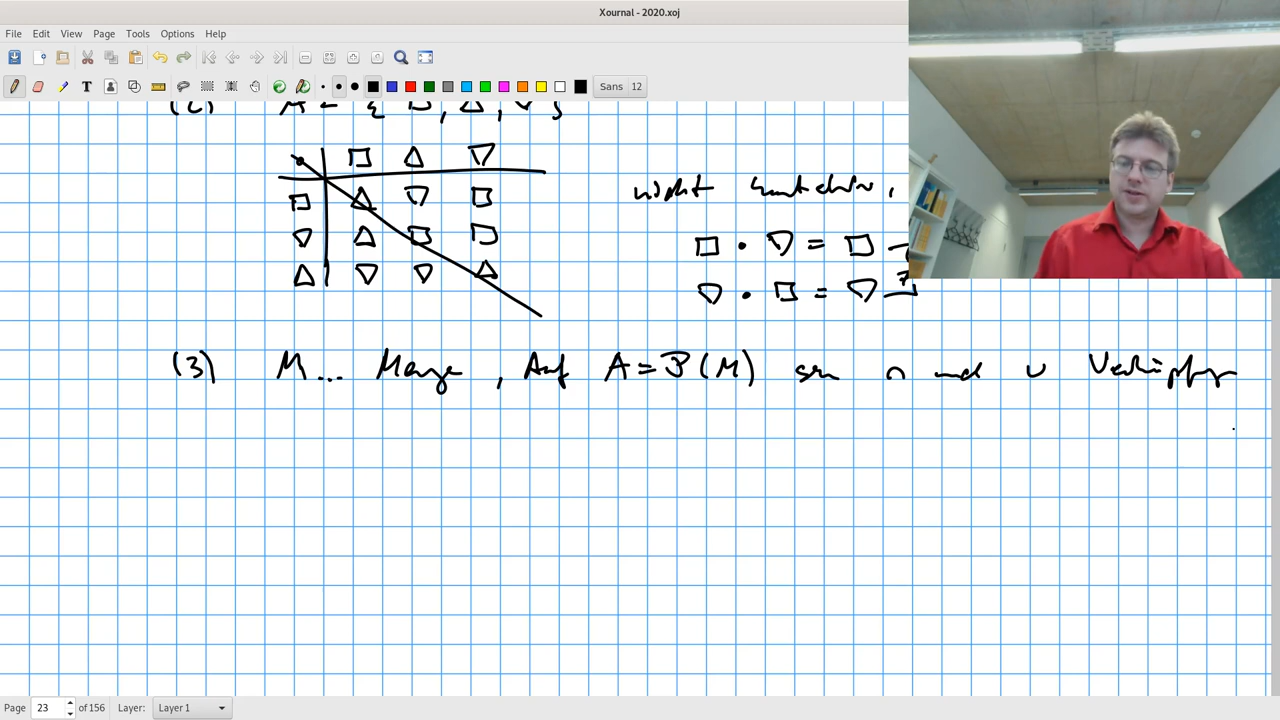 Xournal - 2020.xoj
File Edit View Page Tools Options Help
Sans 12
(2) A = { □, △, ▽ }
• □ △ ▽
□ △ ▽ □
▽ △ □ □
△ ▽ ▽ △
nicht
□ • ▽ = □
▽ • □ = ▽
(3) M... Menge, Auf A = P(M) sind ∩ und ∪ Verknüpfungen
Page 23 of 156 Layer: Layer 1